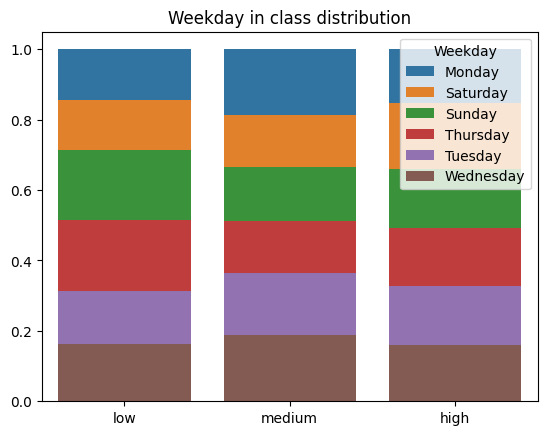 Weekday in class distribution
1.0
0.8
0.6
0.4
0.2
0.0
Weekday
Monday
Saturday
Sunday
Thursday
Tuesday
Wednesday
low
medium
high